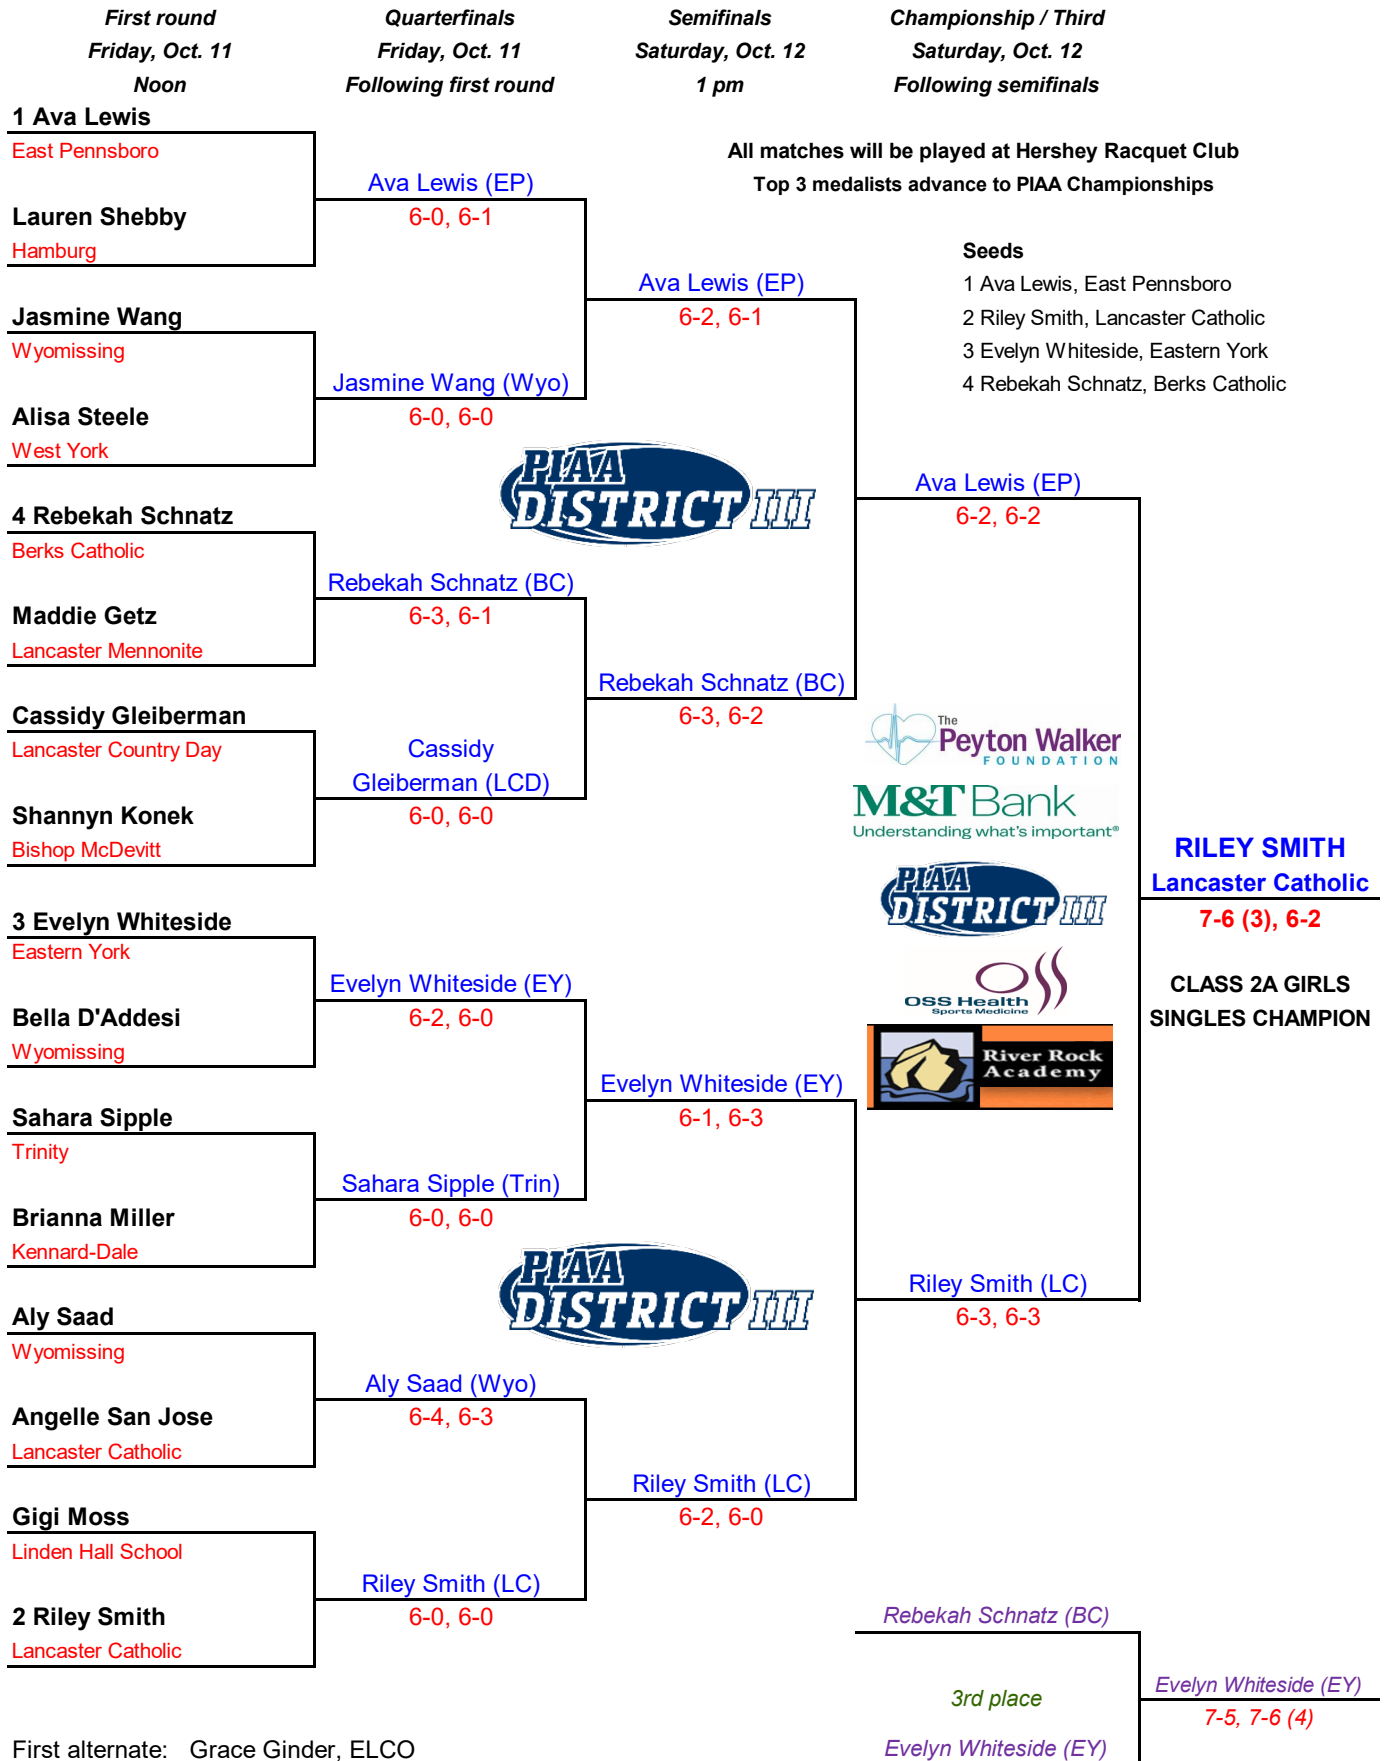 First round
Friday, Oct. 11
Noon
Quarterfinals
Friday, Oct. 11
Following first round
Semifinals
Saturday, Oct. 12
1 pm
Championship / Third
Saturday, Oct. 12
Following semifinals
All matches will be played at Hershey Racquet Club
Top 3 medalists advance to PIAA Championships
Seeds
1 Ava Lewis, East Pennsboro
2 Riley Smith, Lancaster Catholic
3 Evelyn Whiteside, Eastern York
4 Rebekah Schnatz, Berks Catholic
1 Ava Lewis
East Pennsboro
Lauren Shebby
Hamburg
Jasmine Wang
Wyomissing
Alisa Steele
West York
4 Rebekah Schnatz
Berks Catholic
Maddie Getz
Lancaster Mennonite
Cassidy Gleiberman
Lancaster Country Day
Shannyn Konek
Bishop McDevitt
3 Evelyn Whiteside
Eastern York
Bella D'Addesi
Wyomissing
Sahara Sipple
Trinity
Brianna Miller
Kennard-Dale
Aly Saad
Wyomissing
Angelle San Jose
Lancaster Catholic
Gigi Moss
Linden Hall School
2 Riley Smith
Lancaster Catholic
Ava Lewis (EP)
6-0, 6-1
Jasmine Wang (Wyo)
6-0, 6-0
Rebekah Schnatz (BC)
6-3, 6-1
Cassidy
Gleiberman (LCD)
6-0, 6-0
Evelyn Whiteside (EY)
6-2, 6-0
Sahara Sipple (Trin)
6-0, 6-0
Aly Saad (Wyo)
6-4, 6-3
Riley Smith (LC)
6-0, 6-0
Ava Lewis (EP)
6-2, 6-1
PIAA
DISTRICT III
Rebekah Schnatz (BC)
6-3, 6-2
Evelyn Whiteside (EY)
6-1, 6-3
PIAA
DISTRICT III
Riley Smith (LC)
6-2, 6-0
Ava Lewis (EP)
6-2, 6-2
The
Peyton Walker
FOUNDATION
M&T Bank
Understanding what's important®
PIAA
DISTRICT III
OSS Health
Sports Medicine
River Rock
Academy
Riley Smith (LC)
6-3, 6-3
RILEY SMITH
Lancaster Catholic
7-6 (3), 6-2
CLASS 2A GIRLS
SINGLES CHAMPION
Rebekah Schnatz (BC)
3rd place
Evelyn Whiteside (EY)
Evelyn Whiteside (EY)
7-5, 7-6 (4)
First alternate: Grace Ginder, ELCO